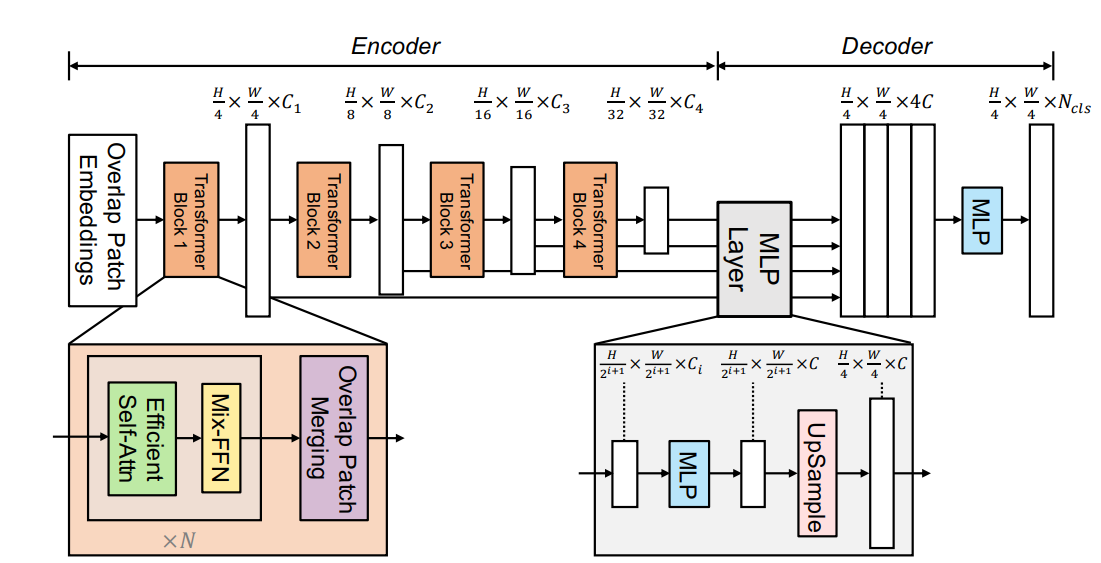 Encoder
Decoder
H/4 × W/4 × C₁
H/8 × W/8 × C₂
H/16 × W/16 × C₃
H/32 × W/32 × C₄
H/4 × W/4 × 4C
H/4 × W/4 × N_cls
Overlap Patch
Embeddings
Transformer
Block 1
Transformer
Block 2
Transformer
Block 3
Transformer
Block 4
MLP
Layer
MLP
Efficient
Self-Attn
Mix-FFN
Overlap Patch
Merging
×N
H/2^{i+1} × W/2^{i+1} × C_i
H/2^{i+1} × W/2^{i+1} × C
H/4 × W/4 × C
MLP
UpSample